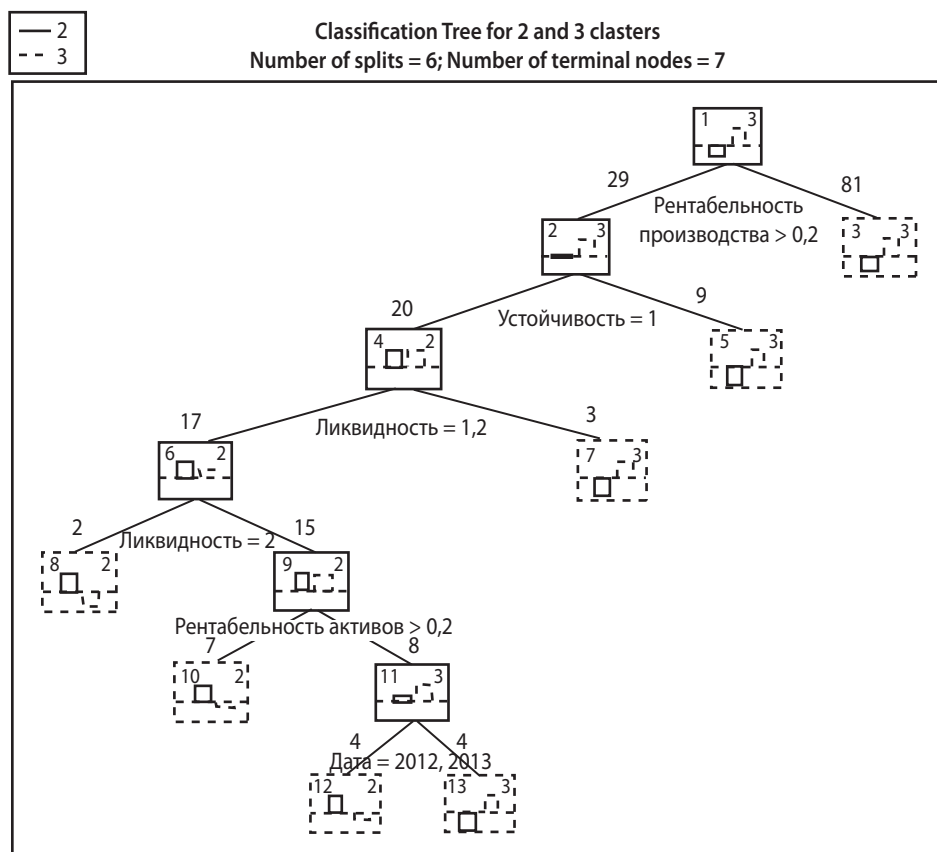 2
3
Classification Tree for 2 and 3 clasters
Number of splits = 6; Number of terminal nodes = 7
1 3
29 81
Рентабельность
производства > 0,2
2 3
3 3
20 9
Устойчивость = 1
4 2
5 3
17 3
Ликвидность = 1,2
6 2
7 3
2 15
Ликвидность = 2
8 2
9 2
Рентабельность активов > 0,2
7 8
10 2
11 3
4 4
Дата = 2012, 2013
12 2
13 3